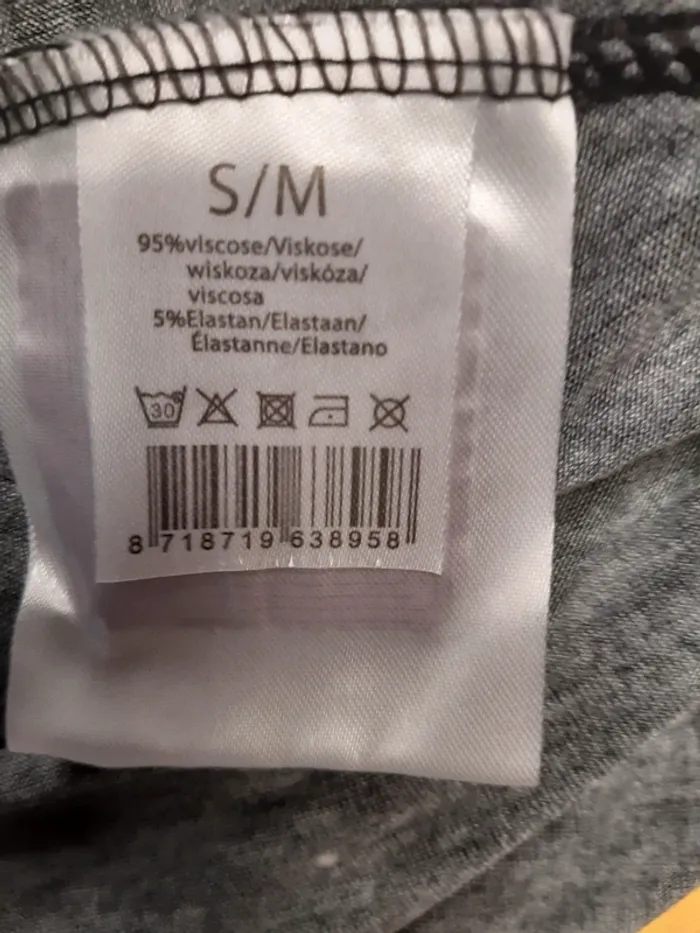 S/M
95%viscose/Viskose/
wiskoza/viskóza/
viscosa
5%Elastan/Elastaan/
Élastanne/Elastano
30
8 718719 638958